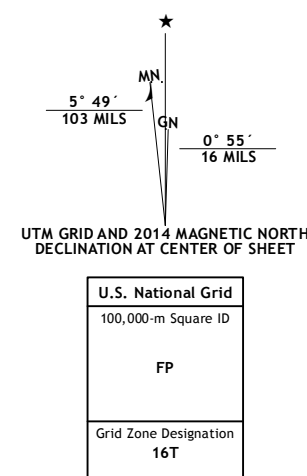 ★
MN.
5° 49´
103 MILS
GN
0° 55´
16 MILS
UTM GRID AND 2014 MAGNETIC NORTH
DECLINATION AT CENTER OF SHEET
U.S. National Grid
100,000-m Square ID
FP
Grid Zone Designation
16T